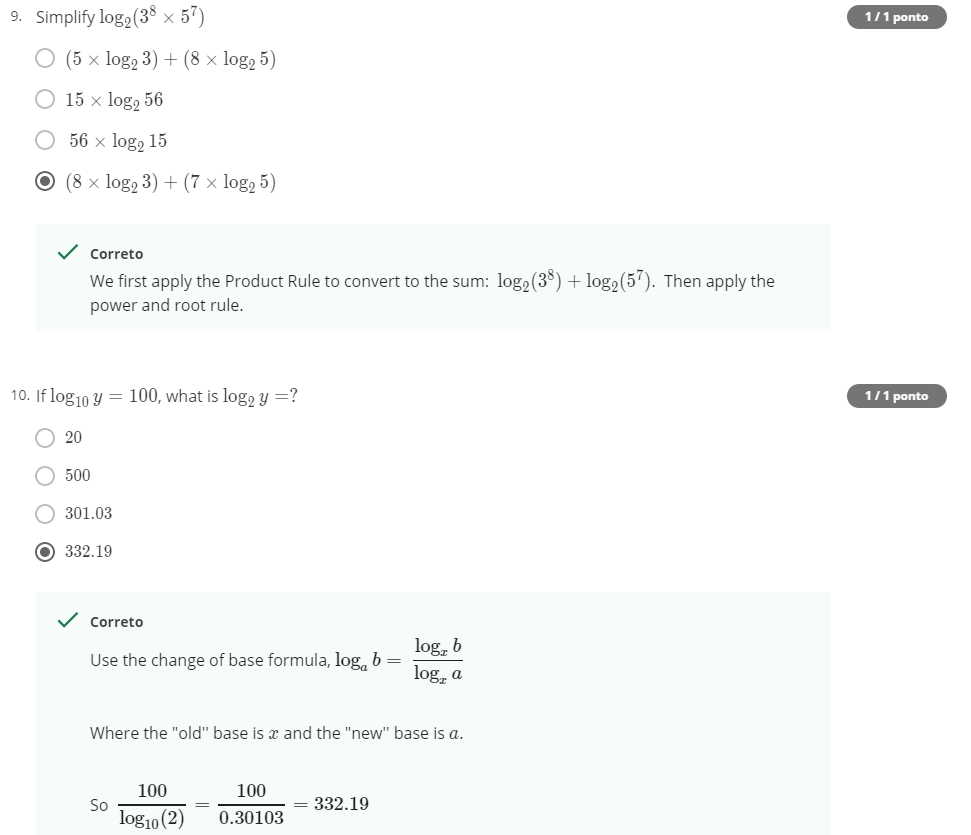 9. Simplify log₂(3⁸ × 5⁷) 1 / 1 ponto
(5 × log₂ 3) + (8 × log₂ 5)
15 × log₂ 56
56 × log₂ 15
(8 × log₂ 3) + (7 × log₂ 5)
Correto
We first apply the Product Rule to convert to the sum: log₂(3⁸) + log₂(5⁷). Then apply the
power and root rule.
10. If log₁₀ y = 100, what is log₂ y =? 1 / 1 ponto
20
500
301.03
332.19
Correto
Use the change of base formula, logₐ b = logₓ b / logₓ a
Where the "old" base is x and the "new" base is a.
So 100 / log₁₀(2) = 100 / 0.30103 = 332.19